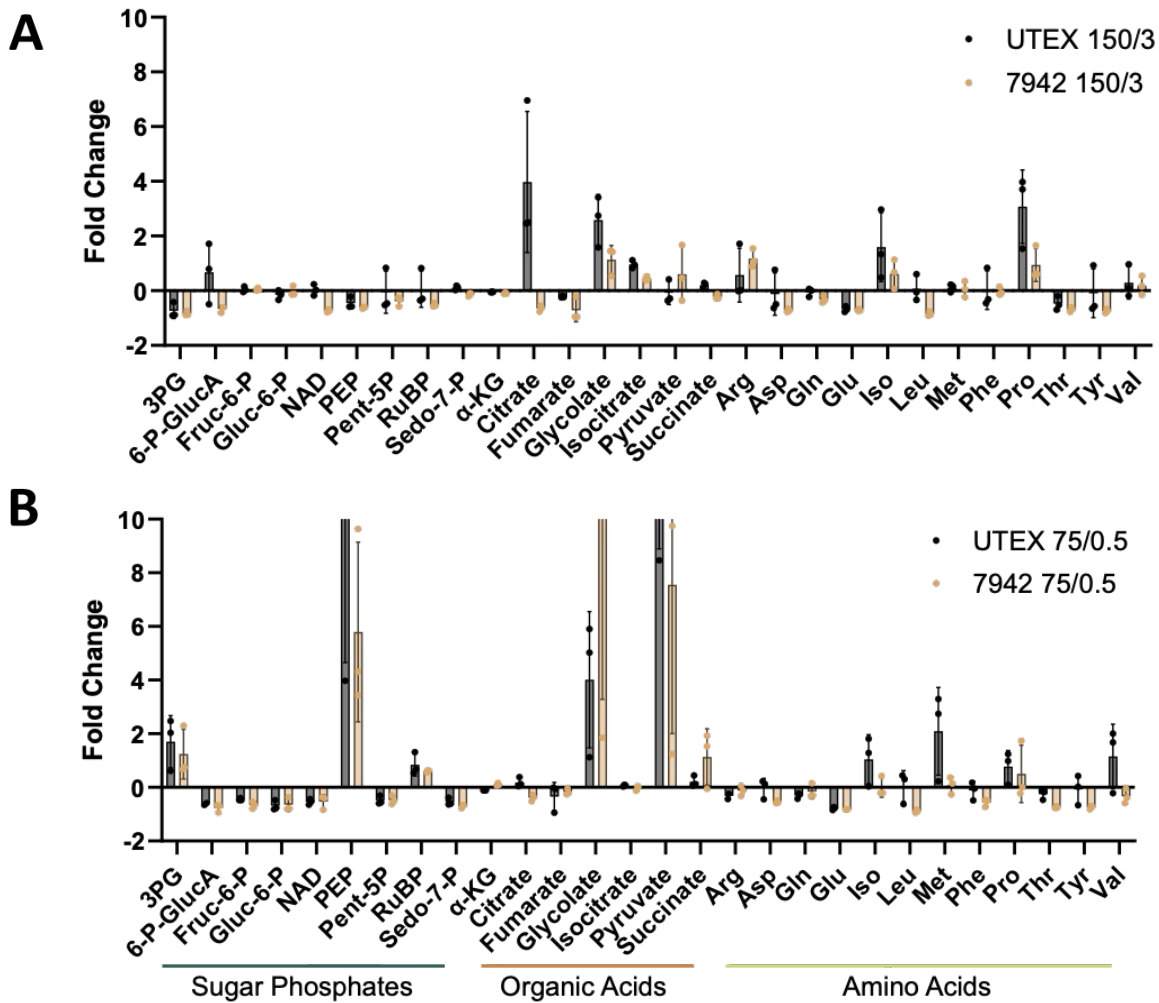 A
Fold Change
10
8
6
4
2
0
-2
UTEX 150/3
7942 150/3
3PG
6-P-GlucA
Fruc-6-P
Gluc-6-P
NAD
PEP
Pent-5P
RuBP
Sedo-7-P
α-KG
Citrate
Fumarate
Glycolate
Isocitrate
Pyruvate
Succinate
Arg
Asp
Gln
Glu
Iso
Leu
Met
Phe
Pro
Thr
Tyr
Val
B
Fold Change
10
8
6
4
2
0
-2
UTEX 75/0.5
7942 75/0.5
3PG
6-P-GlucA
Fruc-6-P
Gluc-6-P
NAD
PEP
Pent-5P
RuBP
Sedo-7-P
α-KG
Citrate
Fumarate
Glycolate
Isocitrate
Pyruvate
Succinate
Arg
Asp
Gln
Glu
Iso
Leu
Met
Phe
Pro
Thr
Tyr
Val
Sugar Phosphates
Organic Acids
Amino Acids